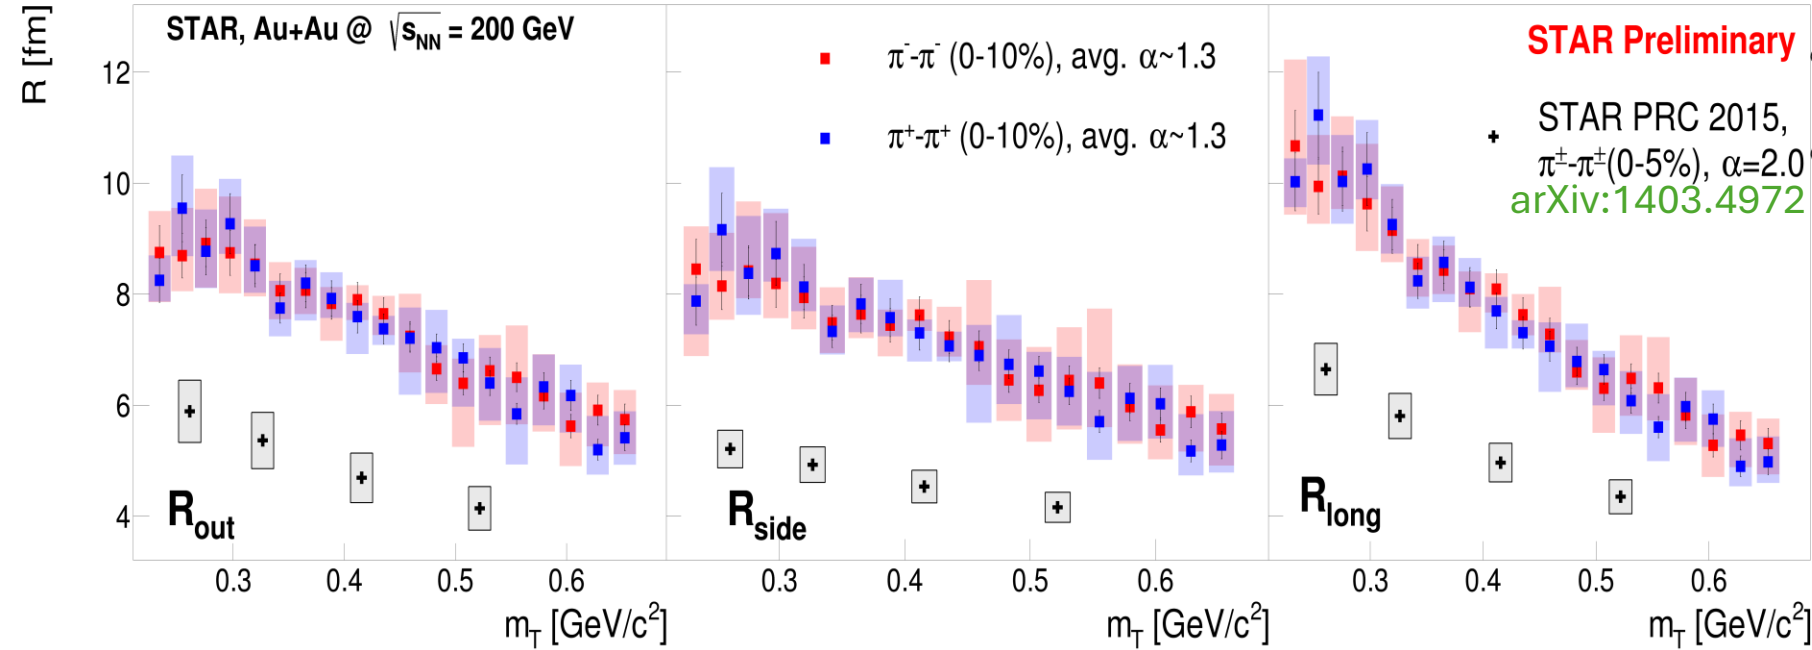 R [fm]
STAR, Au+Au @ √sNN = 200 GeV
π⁻-π⁻ (0-10%), avg. α~1.3
π⁺-π⁺ (0-10%), avg. α~1.3
STAR Preliminary
STAR PRC 2015,
π±-π±(0-5%), α=2.0
arXiv:1403.4972
12
10
8
6
4
Rout
Rside
Rlong
0.3 0.4 0.5 0.6
0.3 0.4 0.5 0.6
0.3 0.4 0.5 0.6
mT [GeV/c²]
mT [GeV/c²]
mT [GeV/c²]